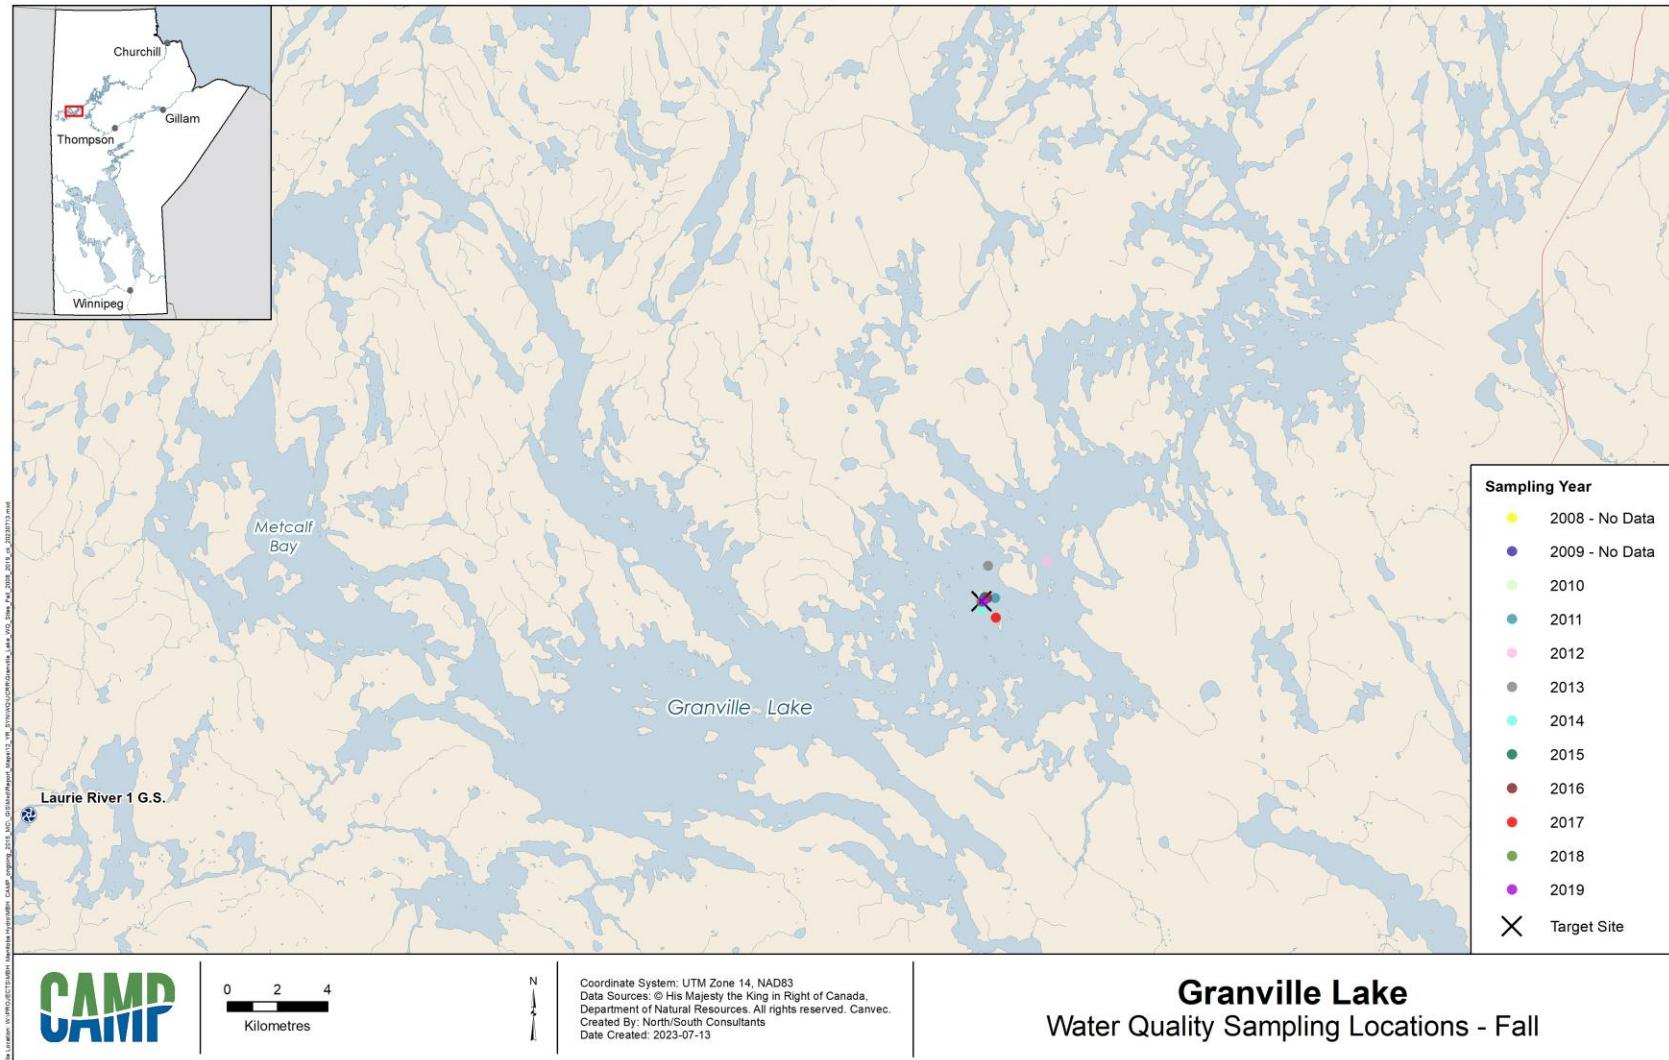 Churchill
Gillam
Thompson
Winnipeg
Metcalf
Bay
Granville Lake
Laurie River 1 G.S.
Sampling Year
2008 - No Data
2009 - No Data
2010
2011
2012
2013
2014
2015
2016
2017
2018
2019
Target Site
CAMP
0 2 4
Kilometres
N
Coordinate System: UTM Zone 14, NAD83
Data Sources: © His Majesty the King in Right of Canada,
Department of Natural Resources. All rights reserved. Canvec.
Created By: North/South Consultants
Date Created: 2023-07-13
Granville Lake
Water Quality Sampling Locations - Fall